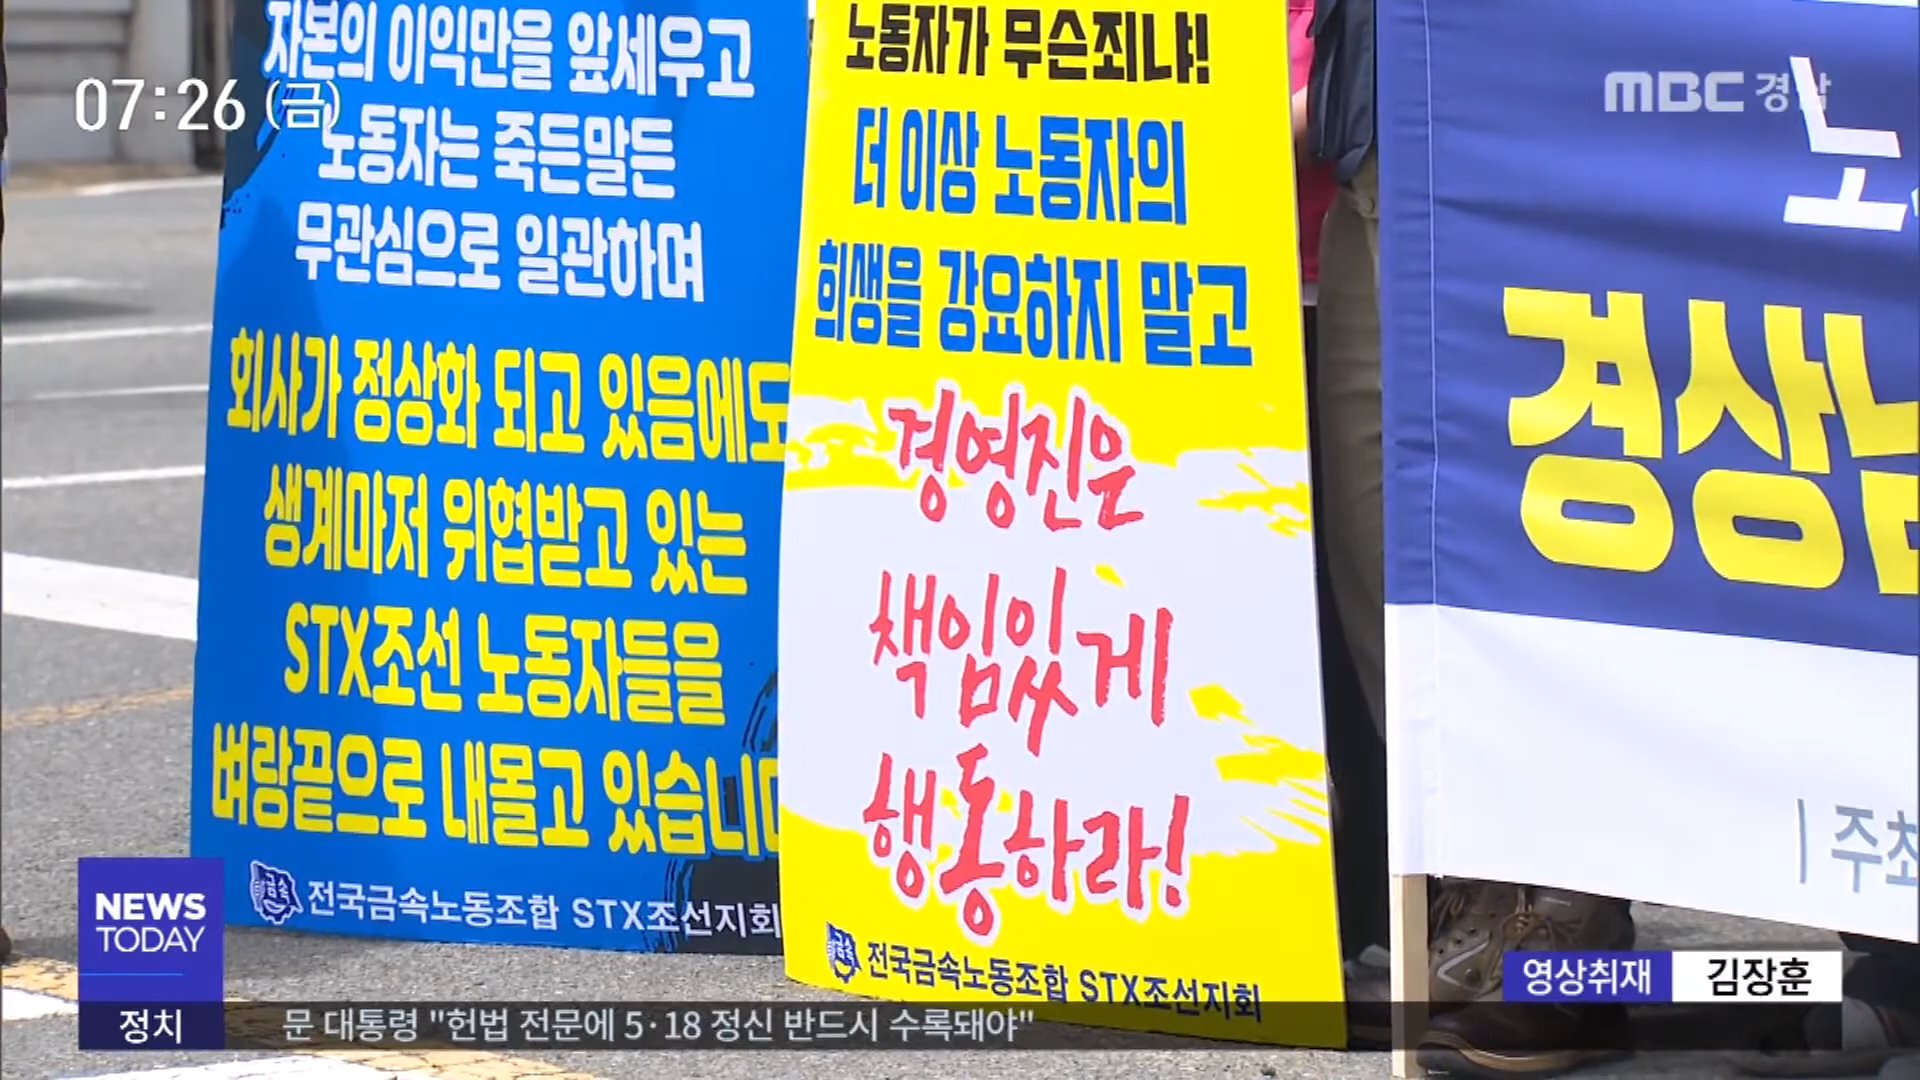 07:26 (금)
MBC 경남
자본의 이익만을 앞세우고
노동자는 죽든말든
무관심으로 일관하며
회사가 정상화 되고 있음에도
생계마저 위협받고 있는
STX조선 노동자들을
벼랑끝으로 내몰고 있습니다
전국금속노동조합 STX조선지회
노동자가 무슨죄냐!
더 이상 노동자의
희생을 강요하지 말고
경영진은
책임있게
행동하라!
전국금속노동조합 STX조선지회
노
경상남
주최
영상취재 김장훈
NEWS
TODAY
정치
문 대통령 "헌법 전문에 5·18 정신 반드시 수록돼야"